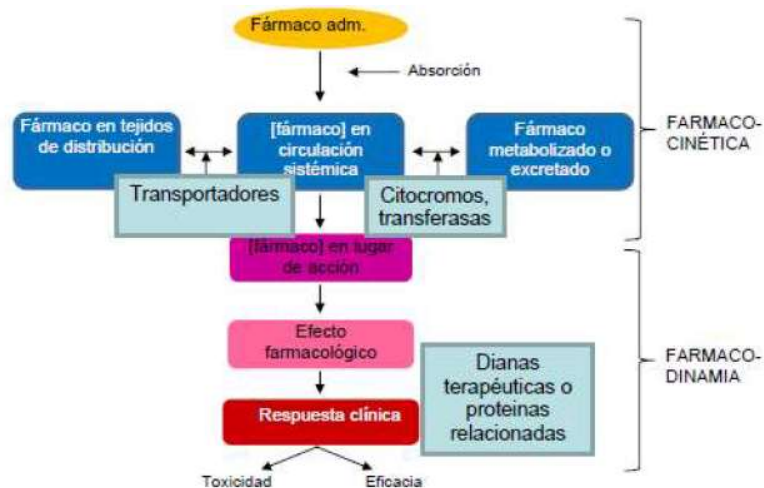 Fármaco adm.
Absorción
Fármaco en tejidos
de distribución
[fármaco] en
circulación
sistémica
Fármaco
metabolizado o
excretado
FARMACO-
CINÉTICA
Transportadores
Citocromos,
transferasas
[fármaco] en lugar
de acción
Efecto
farmacológico
Dianas
terapéuticas o
proteinas
relacionadas
FARMACO-
DINAMIA
Respuesta clínica
Toxicidad
Eficacia